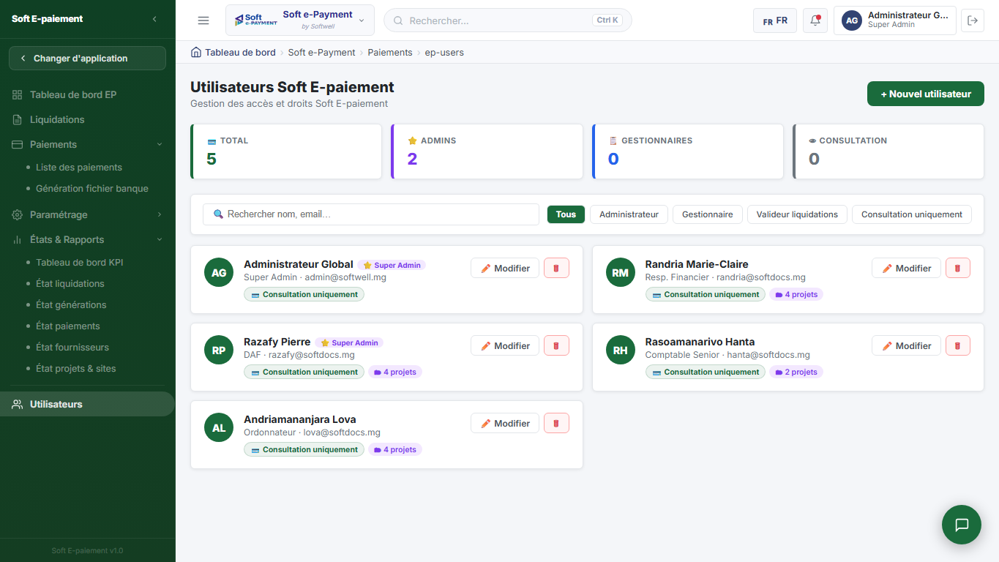 Soft E-paiement
Changer d'application
Tableau de bord EP
Liquidations
Paiements
Liste des paiements
Génération fichier banque
Paramétrage
États & Rapports
Tableau de bord KPI
État liquidations
État générations
État paiements
État fournisseurs
État projets & sites
Utilisateurs
Soft E-paiement v1.0
Soft
e-PAYMENT
Soft e-Payment
by Softwell
Rechercher...
Ctrl K
FR FR
AG
Administrateur G...
Super Admin
Tableau de bord › Soft e-Payment › Paiements › ep-users
Utilisateurs Soft E-paiement
Gestion des accès et droits Soft E-paiement
+ Nouvel utilisateur
TOTAL
5
ADMINS
2
GESTIONNAIRES
0
CONSULTATION
0
Rechercher nom, email...
Tous
Administrateur
Gestionnaire
Valideur liquidations
Consultation uniquement
AG
Administrateur Global
Super Admin
Super Admin · admin@softwell.mg
Consultation uniquement
Modifier
RM
Randria Marie-Claire
Resp. Financier · randria@softdocs.mg
Consultation uniquement
4 projets
Modifier
RP
Razafy Pierre
Super Admin
DAF · razafy@softdocs.mg
Consultation uniquement
4 projets
Modifier
RH
Rasoamanarivo Hanta
Comptable Senior · hanta@softdocs.mg
Consultation uniquement
2 projets
Modifier
AL
Andriamananjara Lova
Ordonnateur · lova@softdocs.mg
Consultation uniquement
4 projets
Modifier